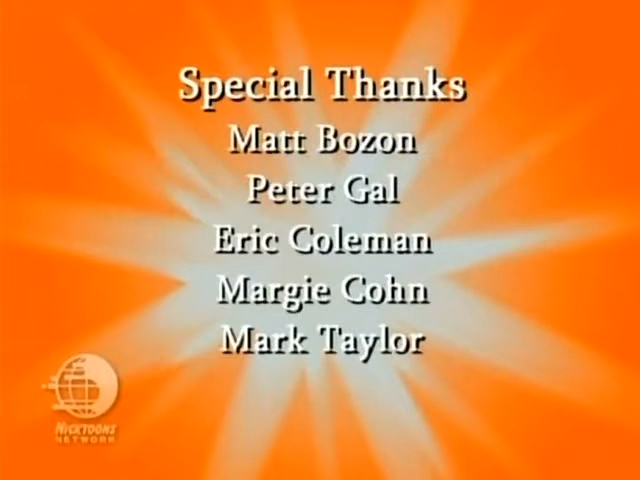 Special Thanks
Matt Bozon
Peter Gal
Eric Coleman
Margie Cohn
Mark Taylor
NICKTOONS
NETWORK